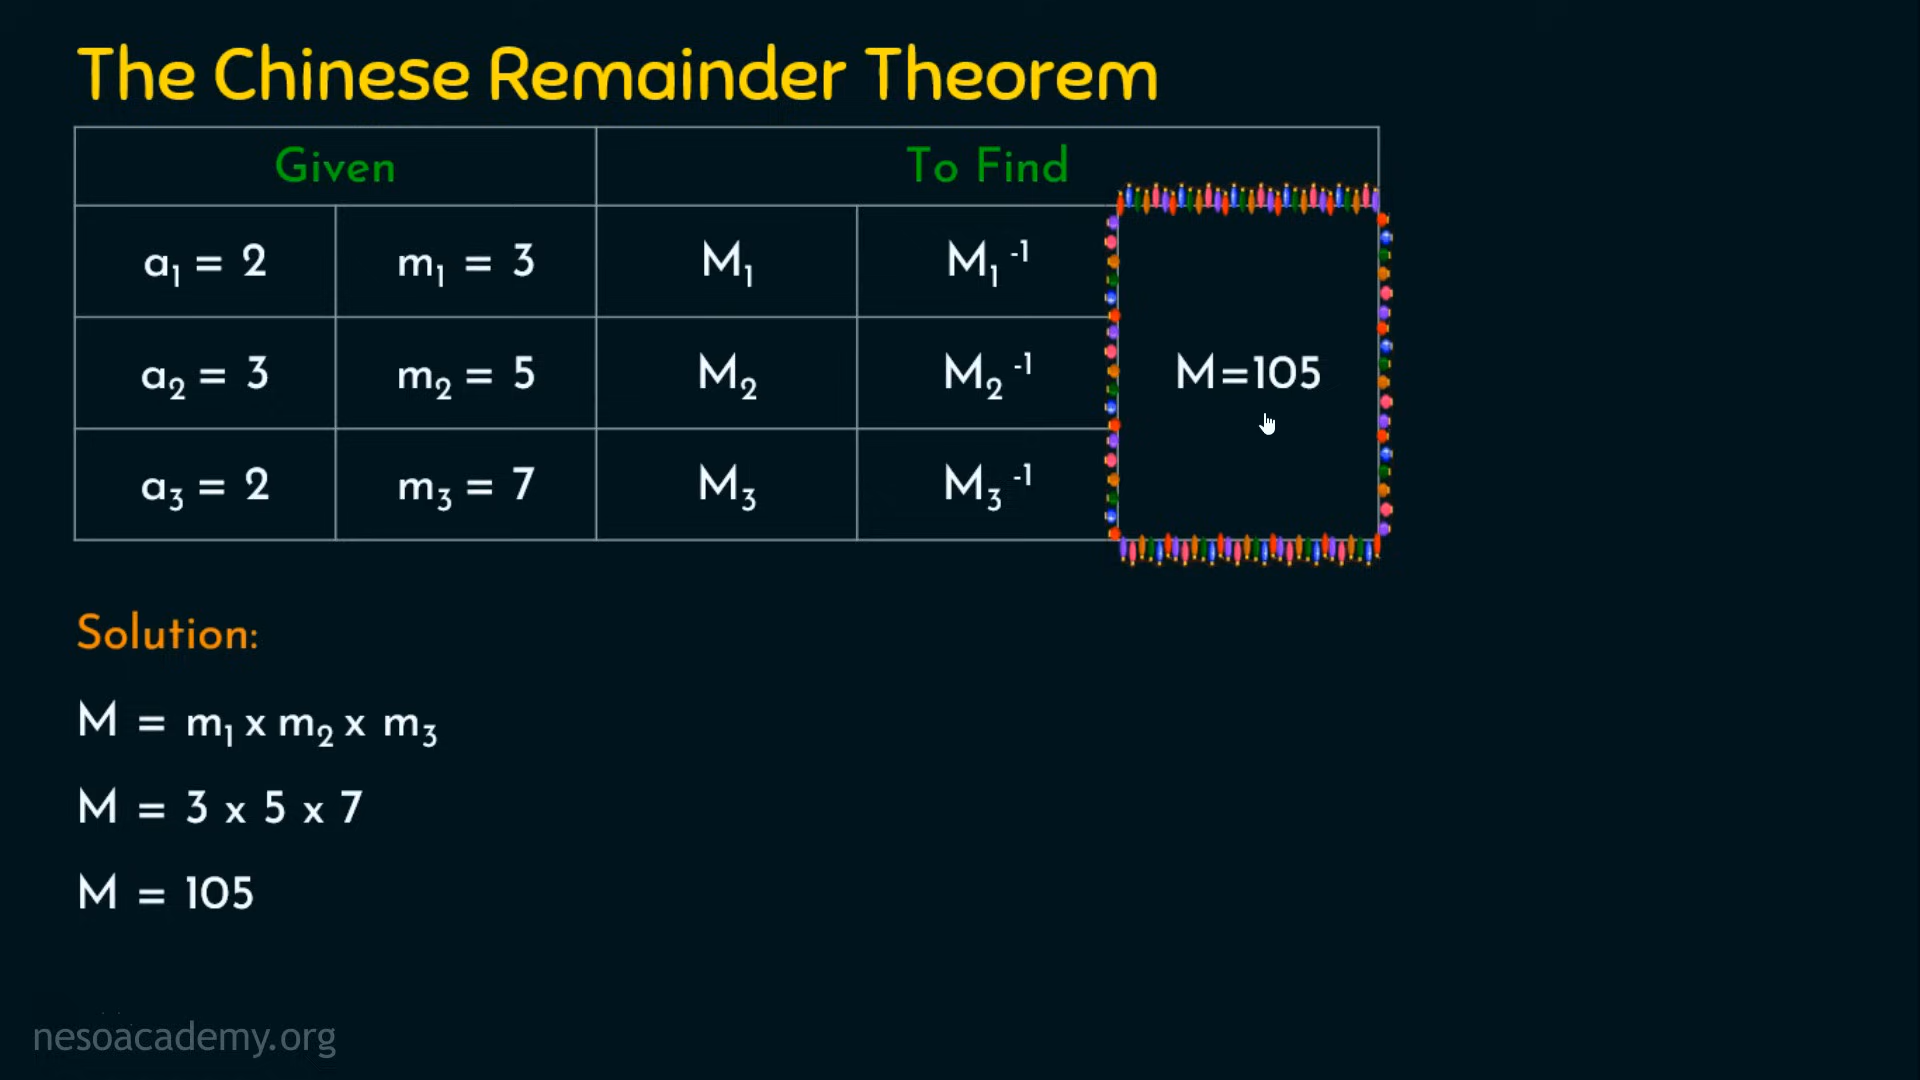 The Chinese Remainder Theorem
Given To Find
a₁ = 2 m₁ = 3 M₁ M₁⁻¹
a₂ = 3 m₂ = 5 M₂ M₂⁻¹ M=105
a₃ = 2 m₃ = 7 M₃ M₃⁻¹
Solution:
M = m₁ x m₂ x m₃
M = 3 x 5 x 7
M = 105
nesoacademy.org